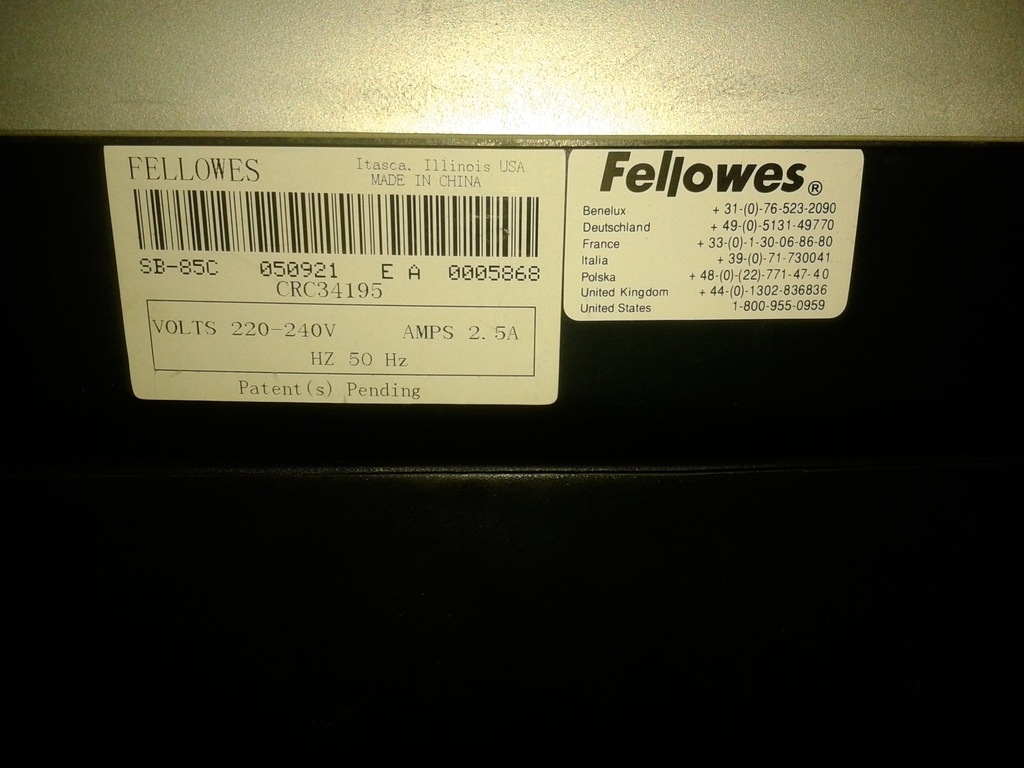 FELLOWES
Itasca. Illinois USA
MADE IN CHINA
SB-85C 050921 E A 0005868
CRC34195
VOLTS 220-240V AMPS 2.5A
HZ 50 Hz
Patent(s) Pending
Fellowes®
Benelux + 31-(0)-76-523-2090
Deutschland + 49-(0)-5131-49770
France + 33-(0)-1-30-06-86-80
Italia + 39-(0)-71-730041
Polska + 48-(0)-(22)-771-47-40
United Kingdom + 44-(0)-1302-836836
United States 1-800-955-0959